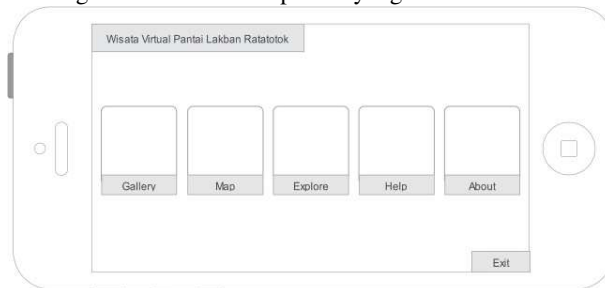 Wisata Virtual Pantai Lakban Ratatotok
Gallery
Map
Explore
Help
About
Exit